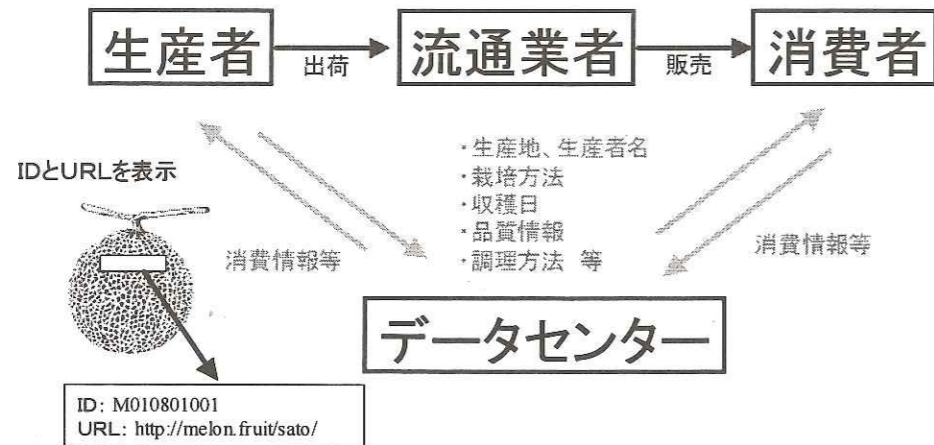 生産者
出荷
流通業者
販売
消費者
IDとURLを表示
・生産地、生産者名
・栽培方法
・収穫日
・品質情報
・調理方法 等
消費情報等
消費情報等
データセンター
ID: M010801001
URL: http://melon.fruit/sato/